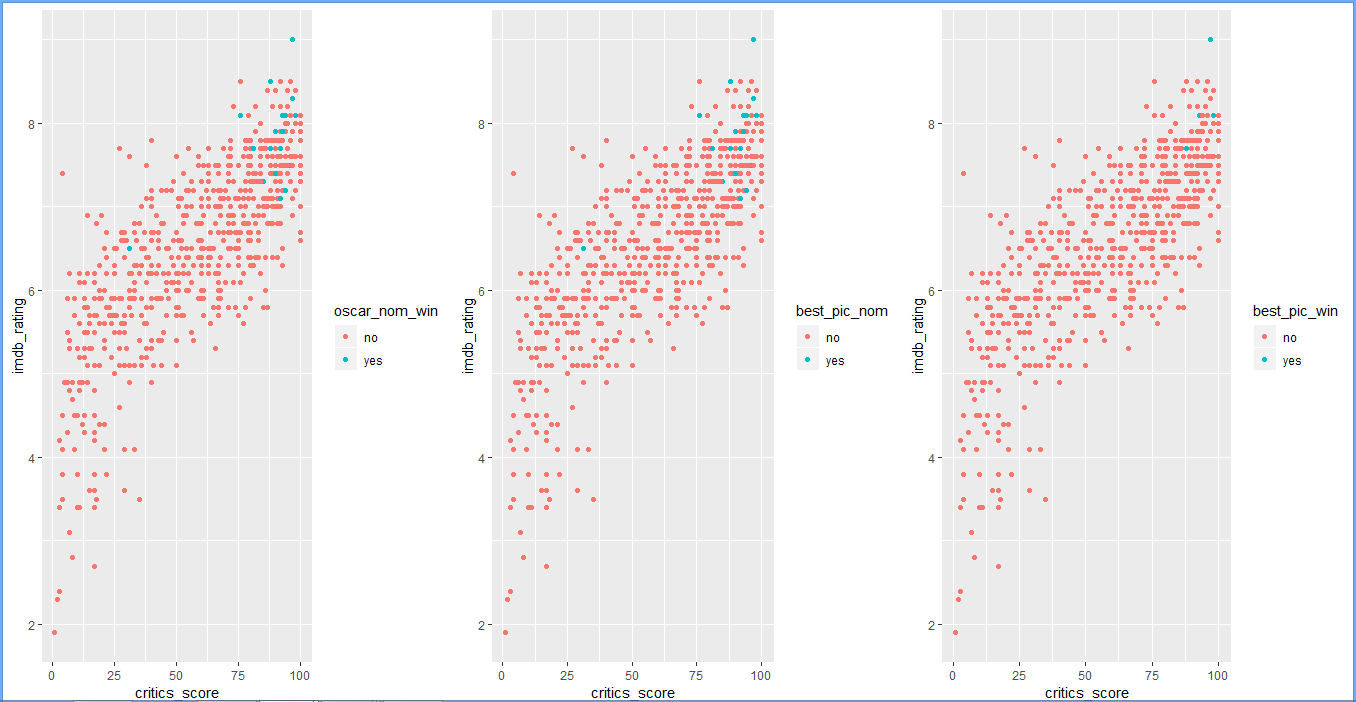 imdb_rating
8
6
4
2
0 25 50 75 100
critics_score
oscar_nom_win
no
yes
imdb_rating
8
6
4
2
0 25 50 75 100
critics_score
best_pic_nom
no
yes
imdb_rating
8
6
4
2
0 25 50 75 100
critics_score
best_pic_win
no
yes